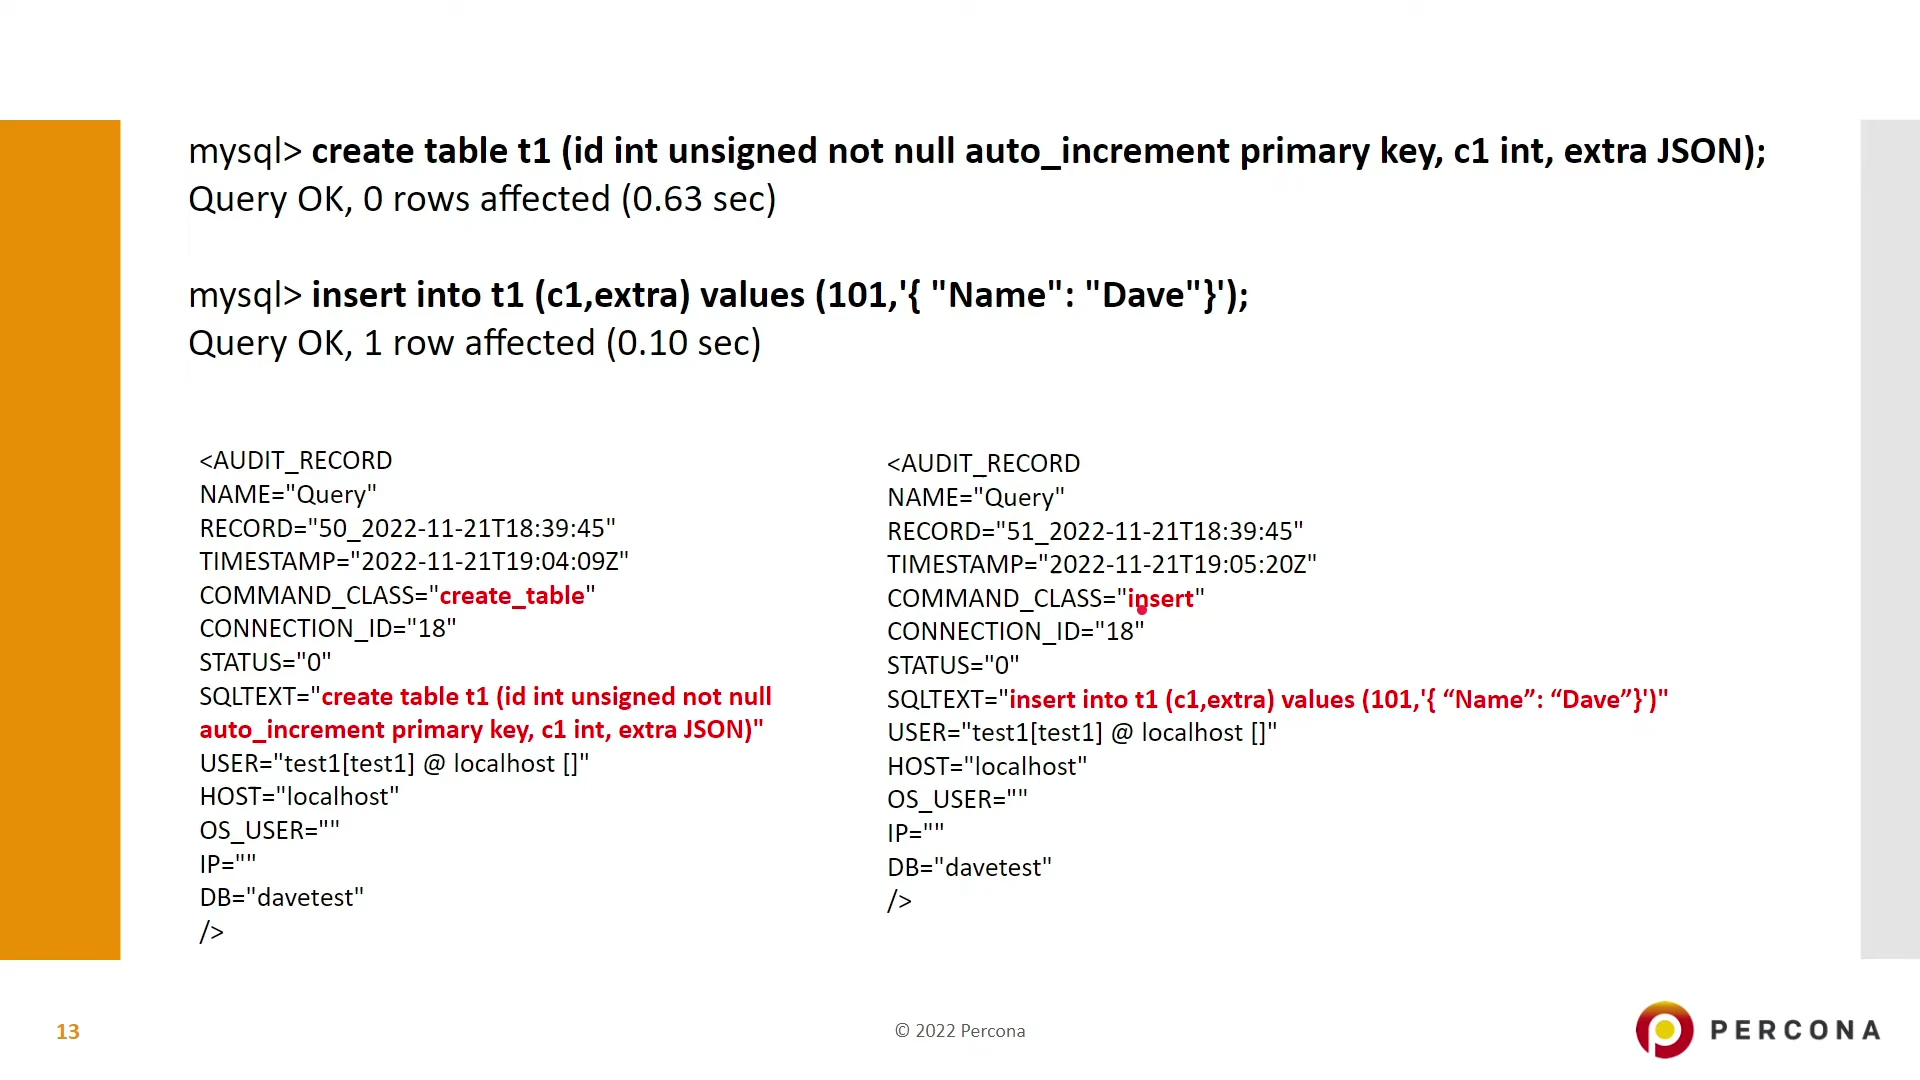 mysql> create table t1 (id int unsigned not null auto_increment primary key, c1 int, extra JSON);
Query OK, 0 rows affected (0.63 sec)
mysql> insert into t1 (c1,extra) values (101,'{ "Name": "Dave"}');
Query OK, 1 row affected (0.10 sec)
<AUDIT_RECORD
NAME="Query"
RECORD="50_2022-11-21T18:39:45"
TIMESTAMP="2022-11-21T19:04:09Z"
COMMAND_CLASS="create_table"
CONNECTION_ID="18"
STATUS="0"
SQLTEXT="create table t1 (id int unsigned not null
auto_increment primary key, c1 int, extra JSON)"
USER="test1[test1] @ localhost []"
HOST="localhost"
OS_USER=""
IP=""
DB="davetest"
/>
<AUDIT_RECORD
NAME="Query"
RECORD="51_2022-11-21T18:39:45"
TIMESTAMP="2022-11-21T19:05:20Z"
COMMAND_CLASS="insert"
CONNECTION_ID="18"
STATUS="0"
SQLTEXT="insert into t1 (c1,extra) values (101,'{ “Name”: “Dave”}')"
USER="test1[test1] @ localhost []"
HOST="localhost"
OS_USER=""
IP=""
DB="davetest"
/>
13
© 2022 Percona
PERCONA